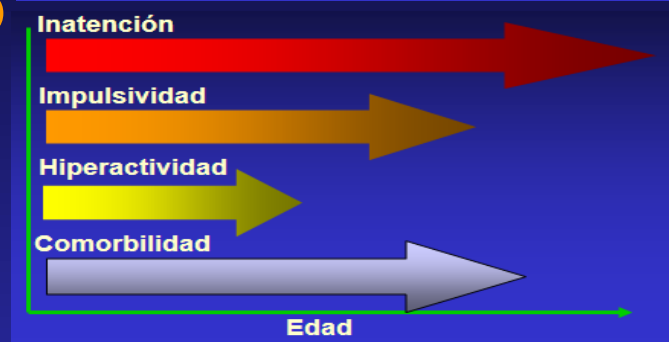 Inatención
Impulsividad
Hiperactividad
Comorbilidad
Edad